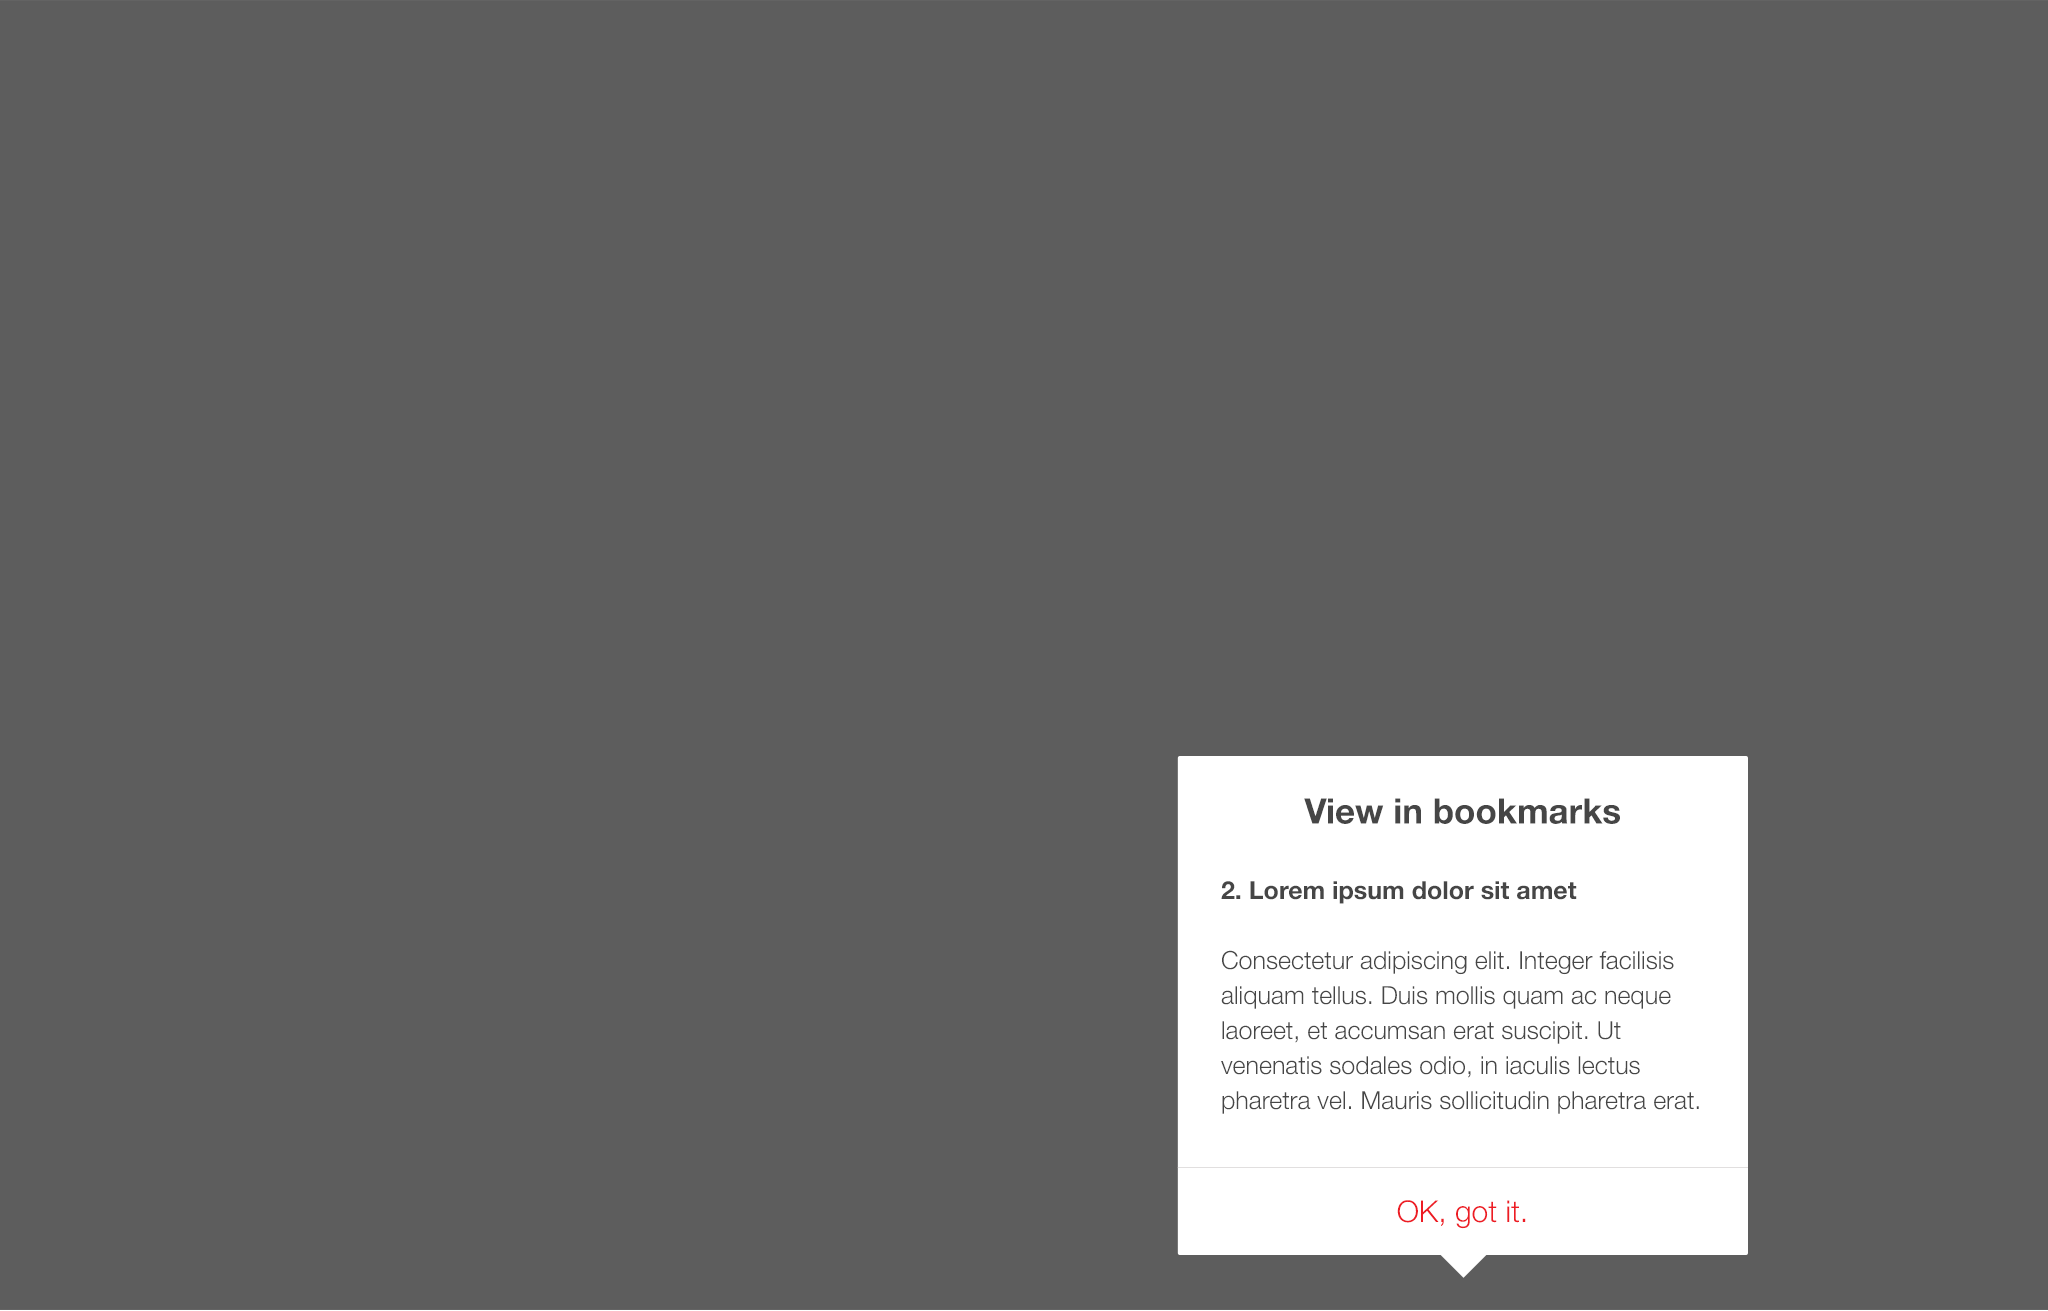 View in bookmarks
2. Lorem ipsum dolor sit amet
Consectetur adipiscing elit. Integer facilisis
aliquam tellus. Duis mollis quam ac neque
laoreet, et accumsan erat suscipit. Ut
venenatis sodales odio, in iaculis lectus
pharetra vel. Mauris sollicitudin pharetra erat.
OK, got it.